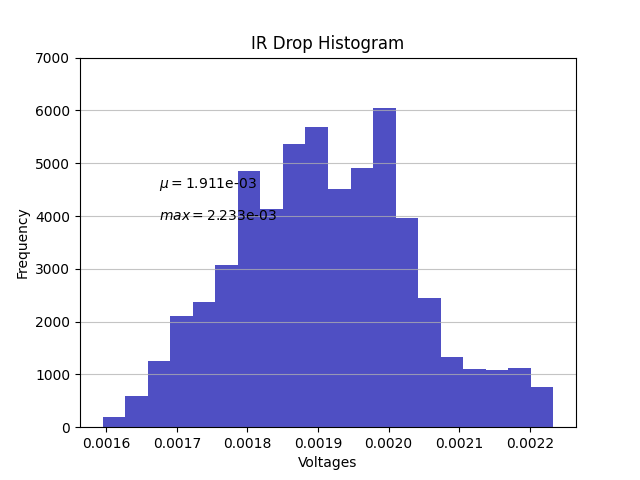 IR Drop Histogram
7000
6000
5000
4000
3000
2000
1000
0
Frequency
μ = 1.911e-03
max = 2.233e-03
0.0016 0.0017 0.0018 0.0019 0.0020 0.0021 0.0022
Voltages